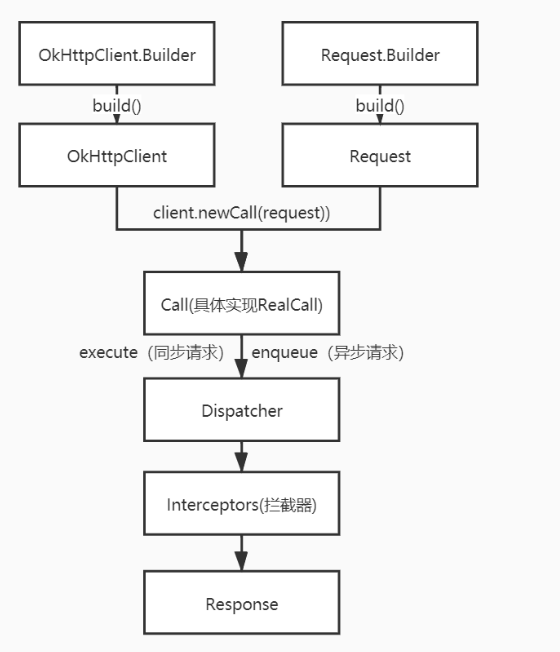 OkHttpClient.Builder
Request.Builder
build()
build()
OkHttpClient
Request
client.newCall(request))
Call(具体实现RealCall)
execute（同步请求）
enqueue（异步请求）
Dispatcher
Interceptors(拦截器)
Response